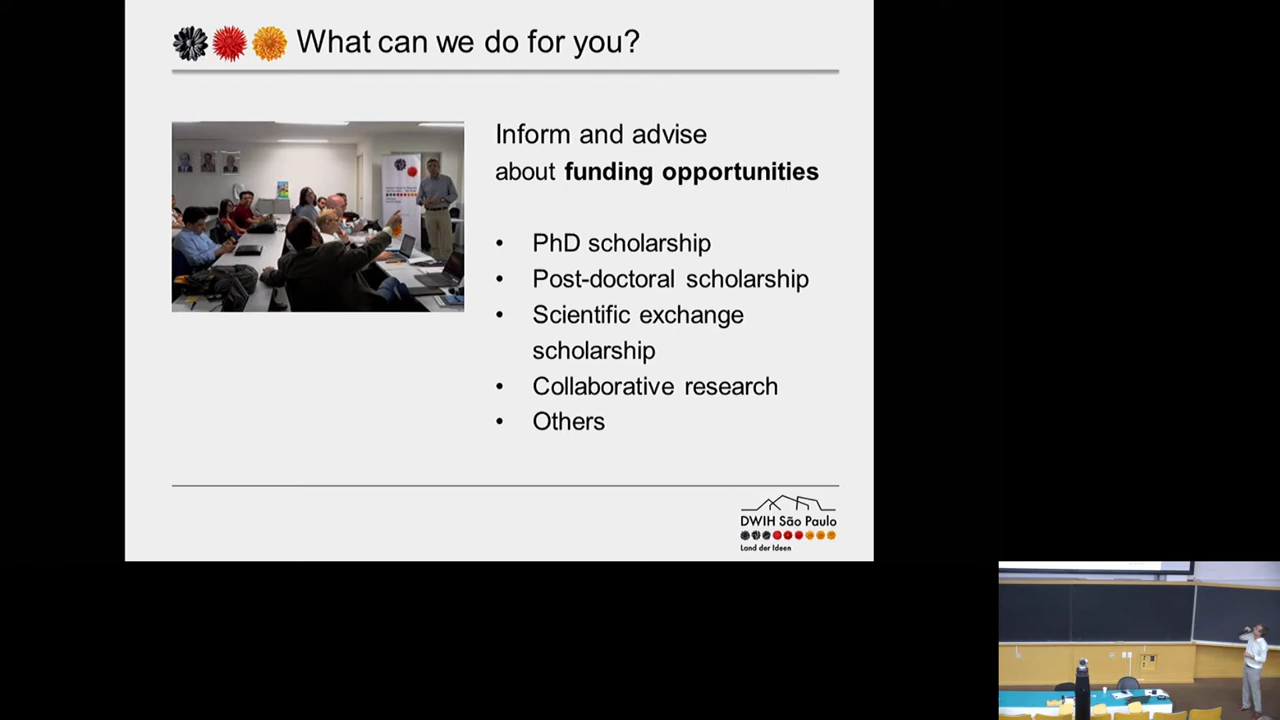 What can we do for you?
Inform and advise
about funding opportunities
• PhD scholarship
• Post-doctoral scholarship
• Scientific exchange
scholarship
• Collaborative research
• Others
DWIH São Paulo
Land der Ideen